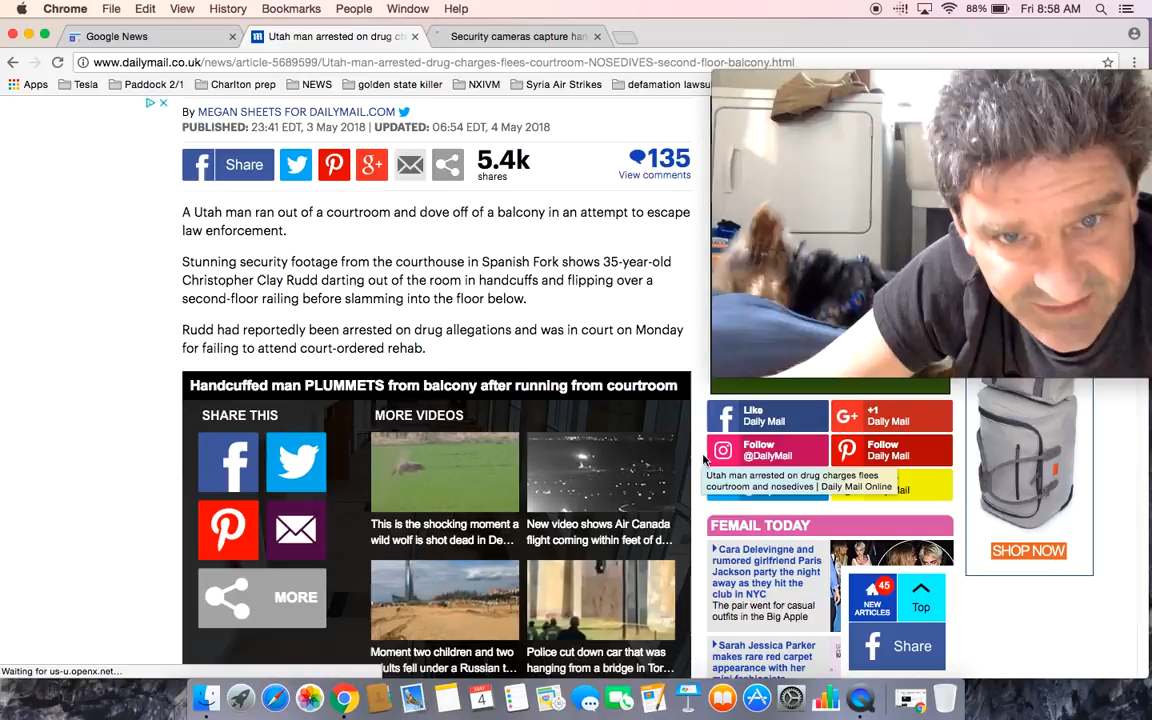 Chrome File Edit View History Bookmarks People Window Help 88% Fri 8:58 AM
Google News
Utah man arrested on drug ch
Security cameras capture han
www.dailymail.co.uk/news/article-5689599/Utah-man-arrested-drug-charges-flees-courtroom-NOSEDIVES-second-floor-balcony.html
Apps Tesla Paddock 2/1 Charlton prep NEWS golden state killer NXIVM Syria Air Strikes defamation lawsu
By MEGAN SHEETS FOR DAILYMAIL.COM
PUBLISHED: 23:41 EDT, 3 May 2018 | UPDATED: 06:54 EDT, 4 May 2018
Share
5.4k
shares
135
View comments
A Utah man ran out of a courtroom and dove off of a balcony in an attempt to escape
law enforcement.
Stunning security footage from the courthouse in Spanish Fork shows 35-year-old
Christopher Clay Rudd darting out of the room in handcuffs and flipping over a
second-floor railing before slamming into the floor below.
Rudd had reportedly been arrested on drug allegations and was in court on Monday
for failing to attend court-ordered rehab.
Handcuffed man PLUMMETS from balcony after running from courtroom
SHARE THIS
MORE VIDEOS
This is the shocking moment a
wild wolf is shot dead in De...
New video shows Air Canada
flight coming within feet of d...
MORE
Moment two children and two
ults fell under a Russian t...
Police cut down car that was
hanging from a bridge in Tor...
Like
Daily Mail
+1
Daily Mail
Follow
@DailyMail
Follow
Daily Mail
Utah man arrested on drug charges flees
courtroom and nosedives | Daily Mail Online
Mail
FEMAIL TODAY
Cara Delevingne and
rumored girlfriend Paris
Jackson party the night
away as they hit the
club in NYC
The pair went for casual
outfits in the Big Apple
Sarah Jessica Parker
makes rare red carpet
appearance with her
mini fashionists
45
NEW
ARTICLES
Top
Share
SHOP NOW
Waiting for us-u.openx.net...
MAY
4